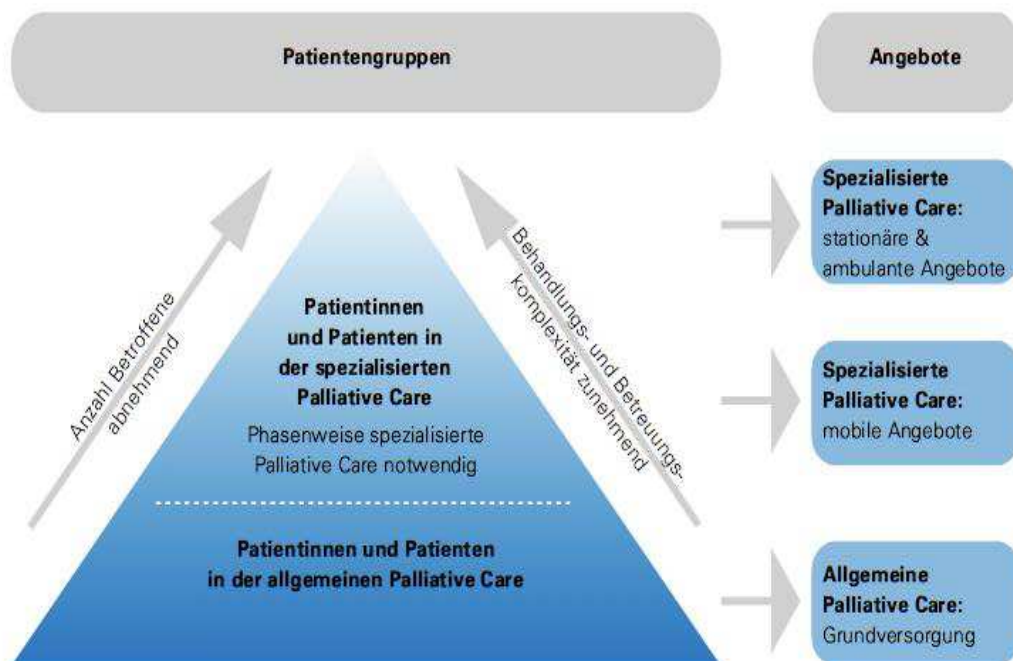 Patientengruppen
Angebote
Anzahl Betroffene
abnehmend
Behandlungs- und Betreuungs-
komplexität zunehmend
Patientinnen
und Patienten in
der spezialisierten
Palliative Care
Phasenweise spezialisierte
Palliative Care notwendig
Patientinnen und Patienten
in der allgemeinen Palliative Care
Spezialisierte
Palliative Care:
stationäre &
ambulante Angebote
Spezialisierte
Palliative Care:
mobile Angebote
Allgemeine
Palliative Care:
Grundversorgung